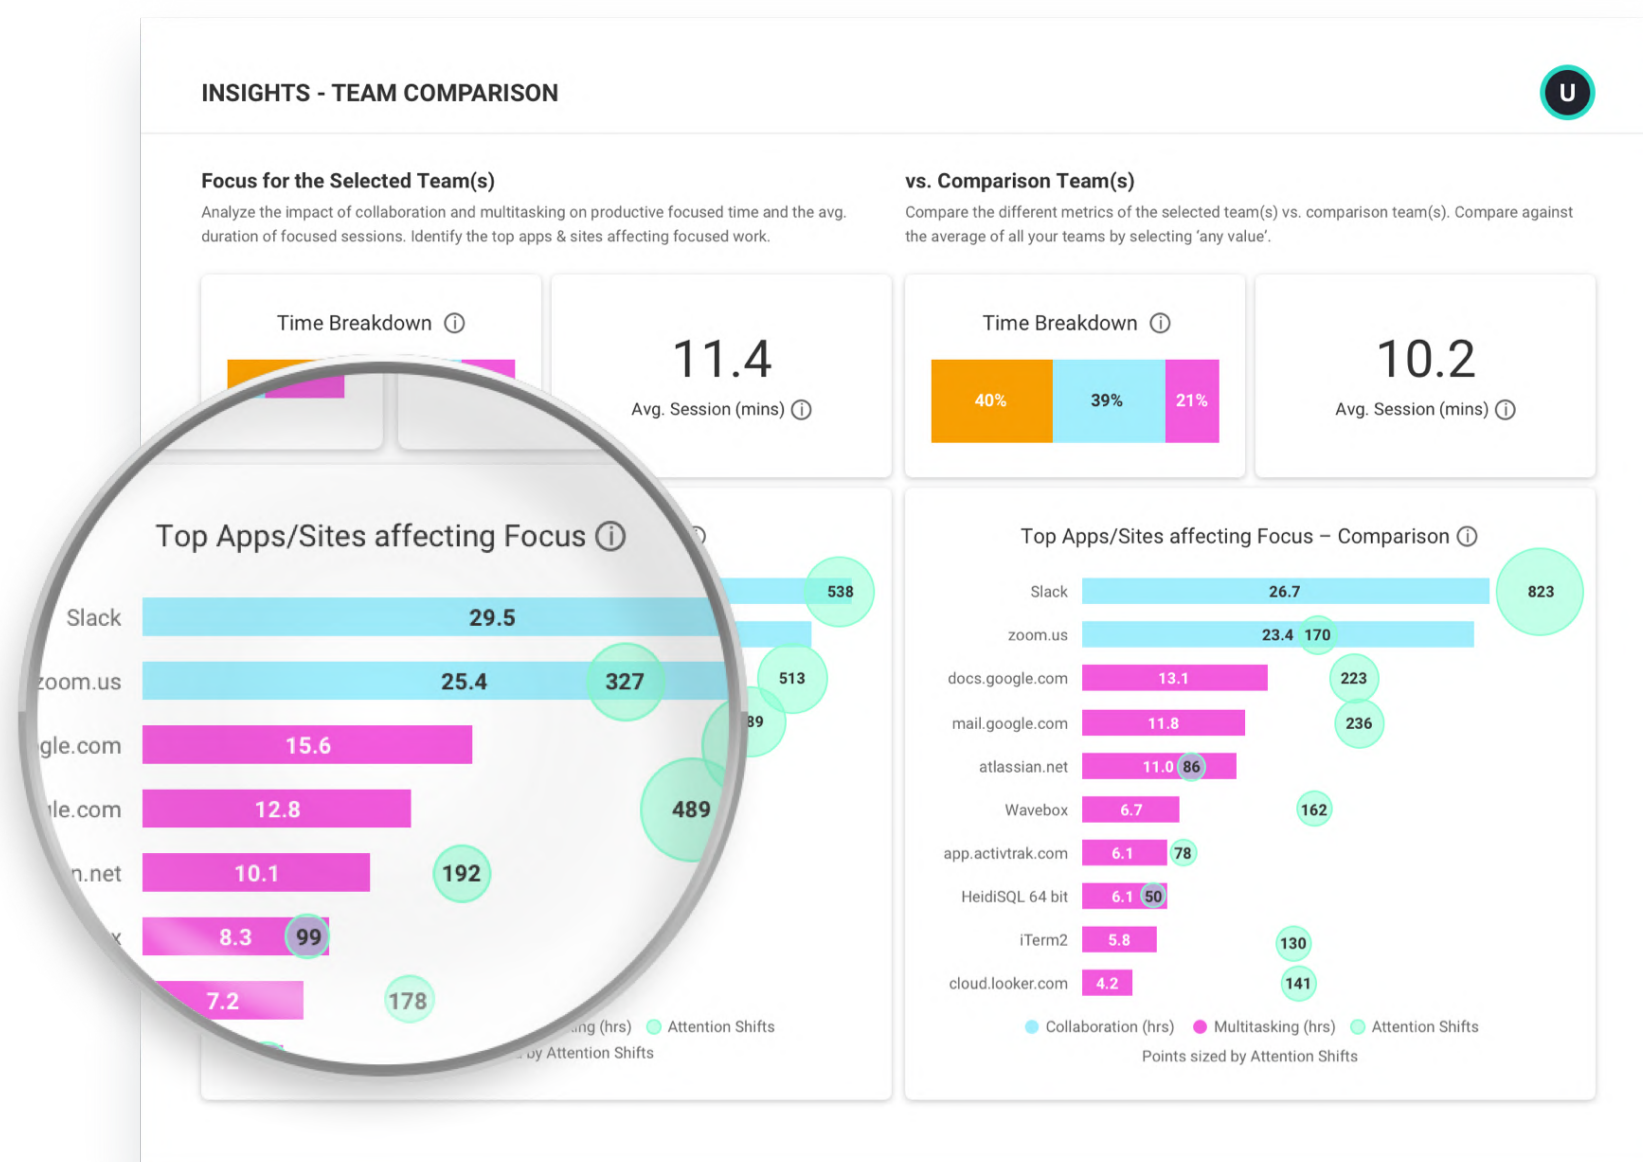 INSIGHTS - TEAM COMPARISON
U
Focus for the Selected Team(s)
Analyze the impact of collaboration and multitasking on productive focused time and the avg.
duration of focused sessions. Identify the top apps & sites affecting focused work.
vs. Comparison Team(s)
Compare the different metrics of the selected team(s) vs. comparison team(s). Compare against
the average of all your teams by selecting ‘any value’.
Time Breakdown
11.4
Avg. Session (mins)
Time Breakdown
40% 39% 21%
10.2
Avg. Session (mins)
Top Apps/Sites affecting Focus
Slack 29.5
zoom.us 25.4 327
gle.com 15.6
le.com 12.8 489
n.net 10.1 192
x 8.3 99
7.2 178
538
513
89
ing (hrs) Attention Shifts
by Attention Shifts
Top Apps/Sites affecting Focus – Comparison
Slack 26.7 823
zoom.us 23.4 170
docs.google.com 13.1 223
mail.google.com 11.8 236
atlassian.net 11.0 86
Wavebox 6.7 162
app.activtrak.com 6.1 78
HeidiSQL 64 bit 6.1 50
iTerm2 5.8 130
cloud.looker.com 4.2 141
Collaboration (hrs) Multitasking (hrs) Attention Shifts
Points sized by Attention Shifts